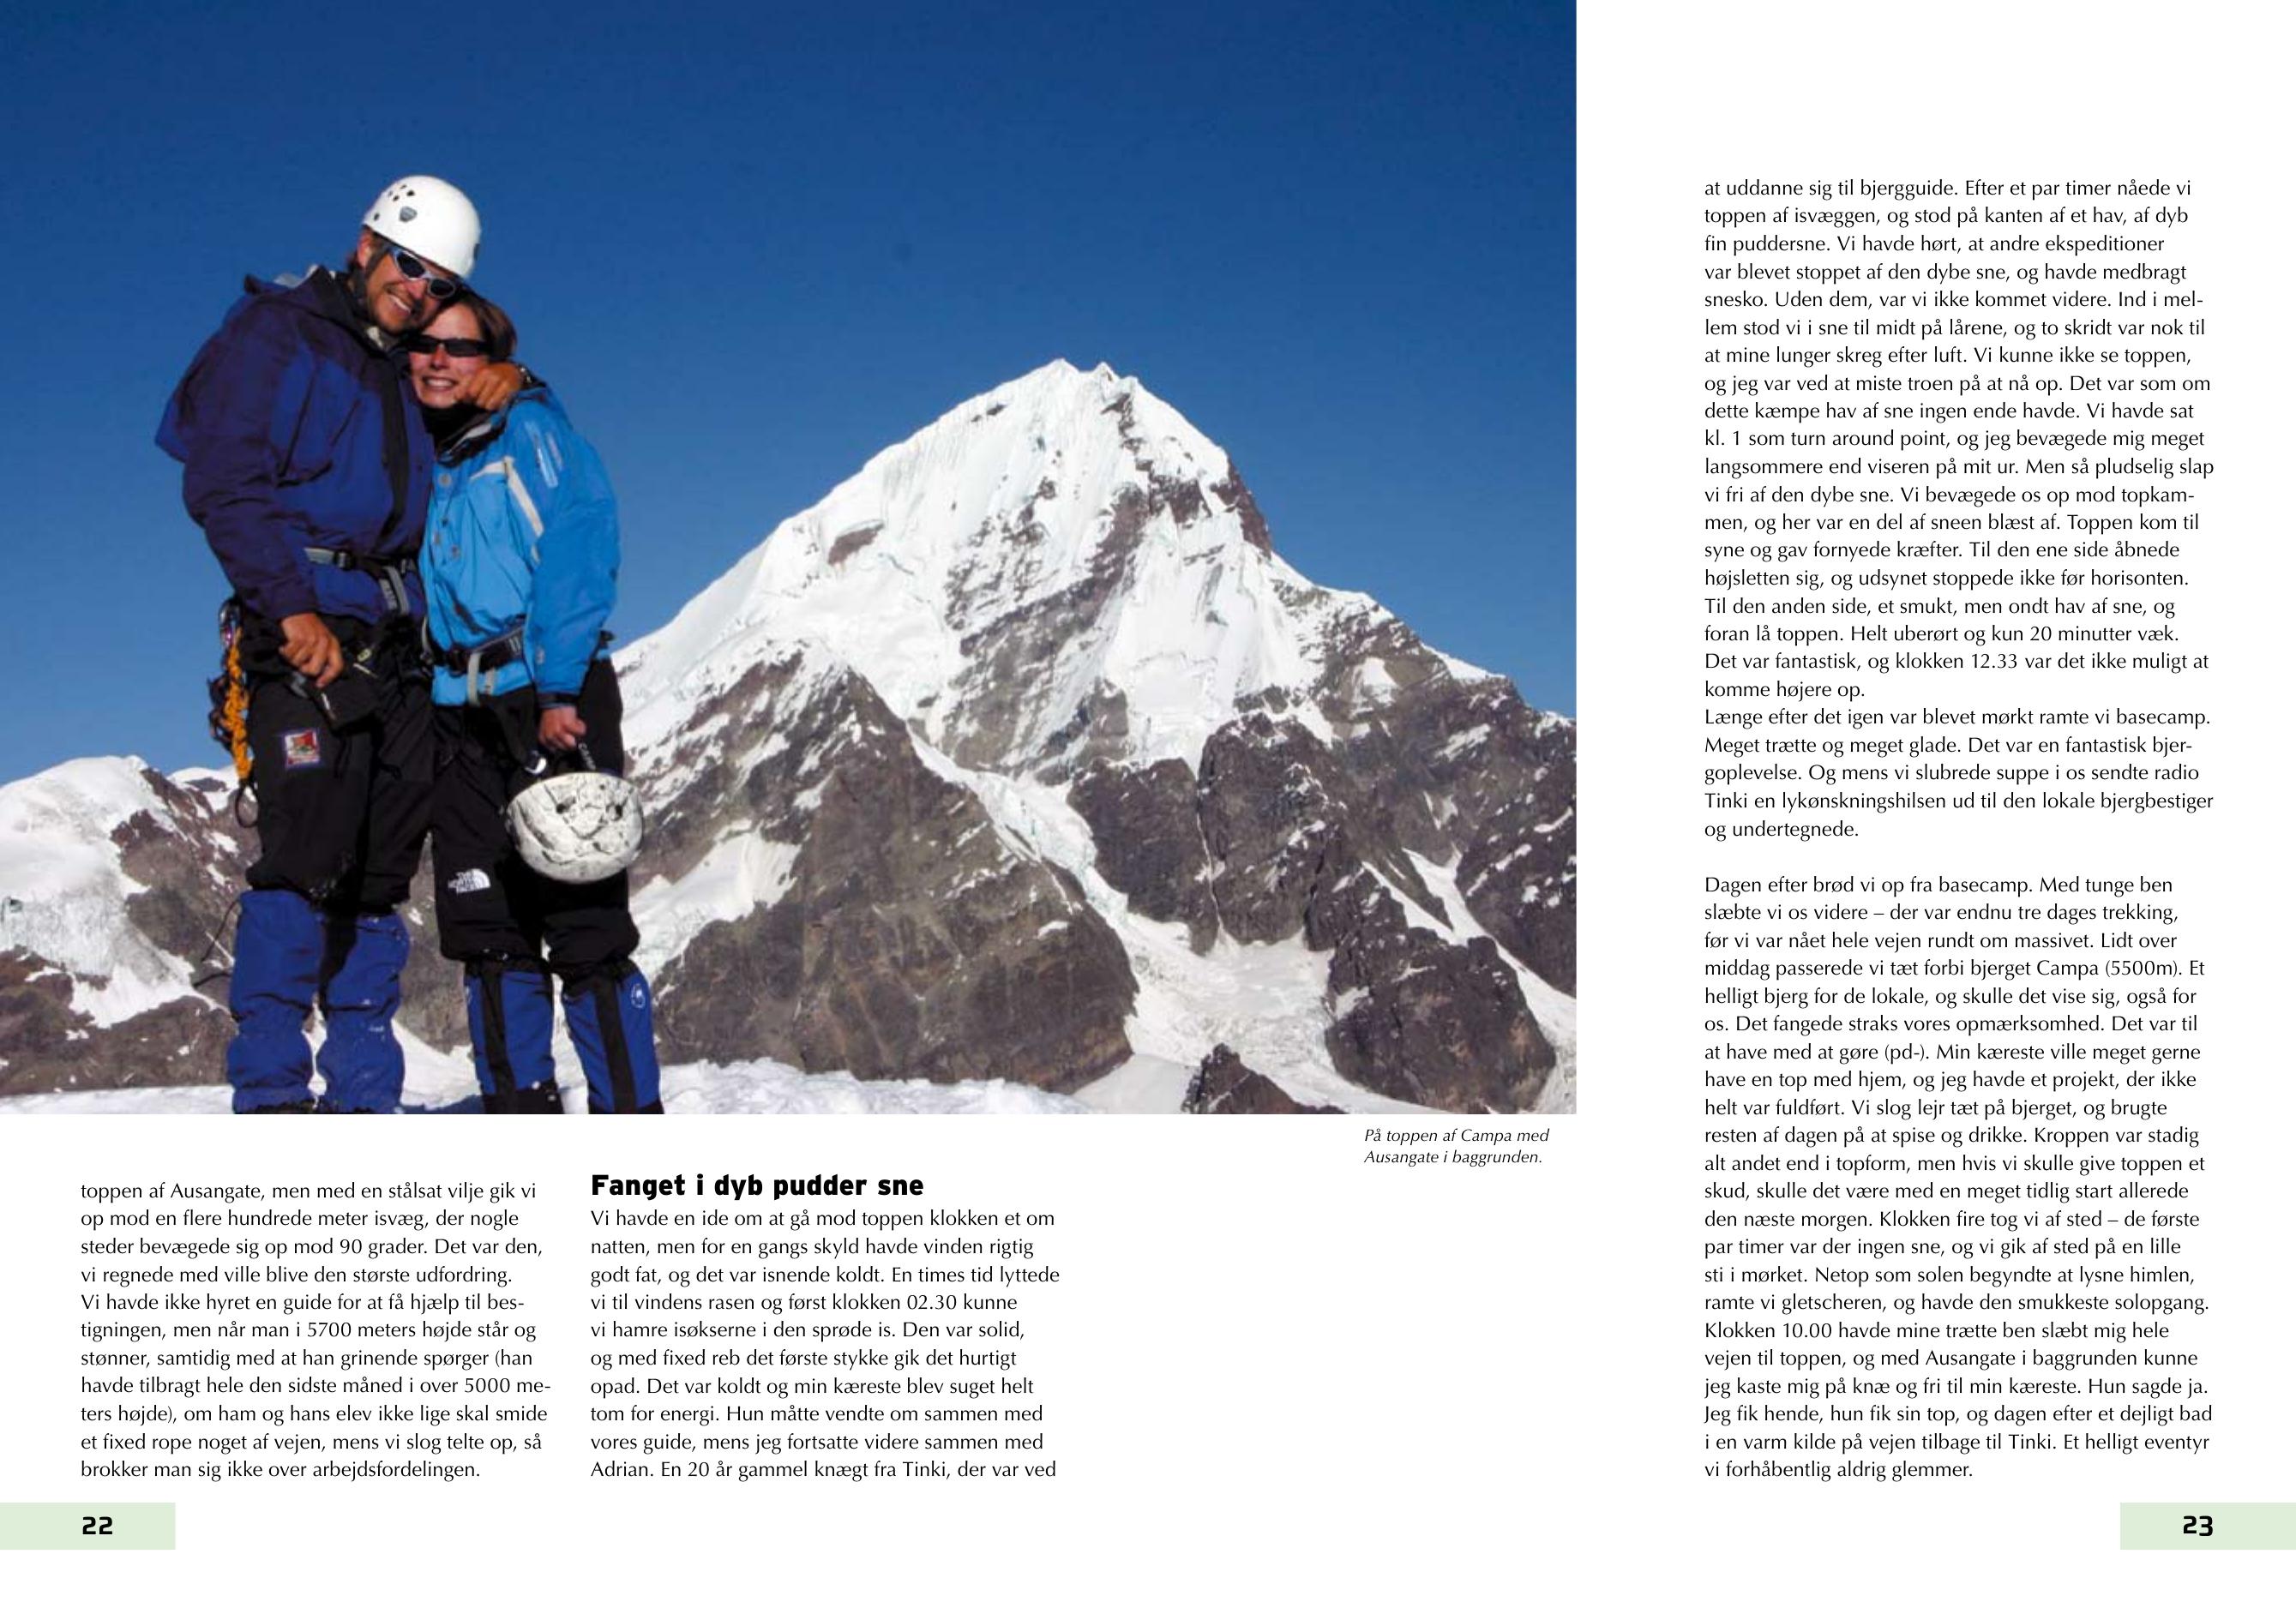 THE
NORTH
FACE
På toppen af Campa med
Ausangate i baggrunden.
toppen af Ausangate, men med en stålsat vilje gik vi
op mod en flere hundrede meter isvæg, der nogle
steder bevægede sig op mod 90 grader. Det var den,
vi regnede med ville blive den største udfordring.
Vi havde ikke hyret en guide for at få hjælp til bes-
tigningen, men når man i 5700 meters højde står og
stønner, samtidig med at han grinende spørger (han
havde tilbragt hele den sidste måned i over 5000 me-
ters højde), om ham og hans elev ikke lige skal smide
et fixed rope noget af vejen, mens vi slog telte op, så
brokker man sig ikke over arbejdsfordelingen.
Fanget i dyb pudder sne
Vi havde en ide om at gå mod toppen klokken et om
natten, men for en gangs skyld havde vinden rigtig
godt fat, og det var isnende koldt. En times tid lyttede
vi til vindens rasen og først klokken 02.30 kunne
vi hamre isøkserne i den sprøde is. Den var solid,
og med fixed reb det første stykke gik det hurtigt
opad. Det var koldt og min kæreste blev suget helt
tom for energi. Hun måtte vendte om sammen med
vores guide, mens jeg fortsatte videre sammen med
Adrian. En 20 år gammel knægt fra Tinki, der var ved
22
at uddanne sig til bjergguide. Efter et par timer nåede vi
toppen af isvæggen, og stod på kanten af et hav, af dyb
fin puddersne. Vi havde hørt, at andre ekspeditioner
var blevet stoppet af den dybe sne, og havde medbragt
snesko. Uden dem, var vi ikke kommet videre. Ind i mel-
lem stod vi i sne til midt på lårene, og to skridt var nok til
at mine lunger skreg efter luft. Vi kunne ikke se toppen,
og jeg var ved at miste troen på at nå op. Det var som om
dette kæmpe hav af sne ingen ende havde. Vi havde sat
kl. 1 som turn around point, og jeg bevægede mig meget
langsommere end viseren på mit ur. Men så pludselig slap
vi fri af den dybe sne. Vi bevægede os op mod topkam-
men, og her var en del af sneen blæst af. Toppen kom til
syne og gav fornyede kræfter. Til den ene side åbnede
højsletten sig, og udsynet stoppede ikke før horisonten.
Til den anden side, et smukt, men ondt hav af sne, og
foran lå toppen. Helt uberørt og kun 20 minutter væk.
Det var fantastisk, og klokken 12.33 var det ikke muligt at
komme højere op.
Længe efter det igen var blevet mørkt ramte vi basecamp.
Meget trætte og meget glade. Det var en fantastisk bjer-
goplevelse. Og mens vi slubrede suppe i os sendte radio
Tinki en lykønskningshilsen ud til den lokale bjergbestiger
og undertegnede.
Dagen efter brød vi op fra basecamp. Med tunge ben
slæbte vi os videre – der var endnu tre dages trekking,
før vi var nået hele vejen rundt om massivet. Lidt over
middag passerede vi tæt forbi bjerget Campa (5500m). Et
helligt bjerg for de lokale, og skulle det vise sig, også for
os. Det fangede straks vores opmærksomhed. Det var til
at have med at gøre (pd-). Min kæreste ville meget gerne
have en top med hjem, og jeg havde et projekt, der ikke
helt var fuldført. Vi slog lejr tæt på bjerget, og brugte
resten af dagen på at spise og drikke. Kroppen var stadig
alt andet end i topform, men hvis vi skulle give toppen et
skud, skulle det være med en meget tidlig start allerede
den næste morgen. Klokken fire tog vi af sted – de første
par timer var der ingen sne, og vi gik af sted på en lille
sti i mørket. Netop som solen begyndte at lysne himlen,
ramte vi gletscheren, og havde den smukkeste solopgang.
Klokken 10.00 havde mine trætte ben slæbt mig hele
vejen til toppen, og med Ausangate i baggrunden kunne
jeg kaste mig på knæ og fri til min kæreste. Hun sagde ja.
Jeg fik hende, hun fik sin top, og dagen efter et dejligt bad
i en varm kilde på vejen tilbage til Tinki. Et helligt eventyr
vi forhåbentlig aldrig glemmer.
23